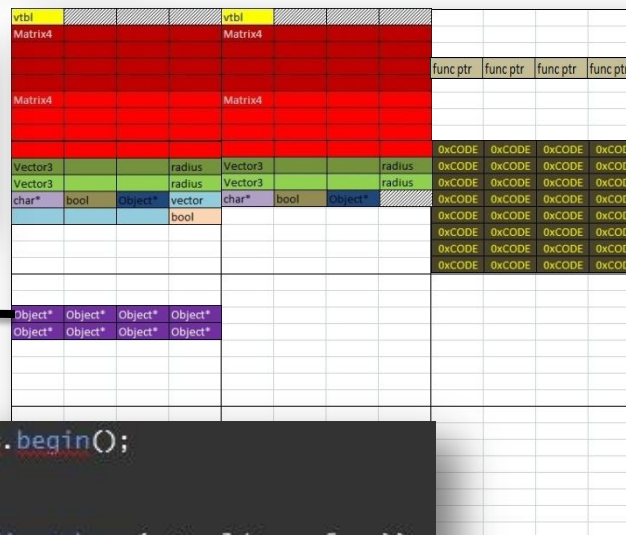 vtbl vtbl
Matrix4 Matrix4
func ptr func ptr func ptr func ptr
Matrix4 Matrix4
0xCODE 0xCODE 0xCODE
Vector3 radius Vector3 radius 0xCODE 0xCODE 0xCODE
Vector3 radius Vector3 radius 0xCODE 0xCODE 0xCODE
char* bool Object* vector char* bool Object* 0xCODE 0xCODE 0xCODE
bool 0xCODE 0xCODE 0xCODE
0xCODE 0xCODE 0xCODE
0xCODE 0xCODE 0xCODE
0xCODE 0xCODE 0xCODE
Object* Object* Object* Object*
Object* Object* Object* Object*
.begin();